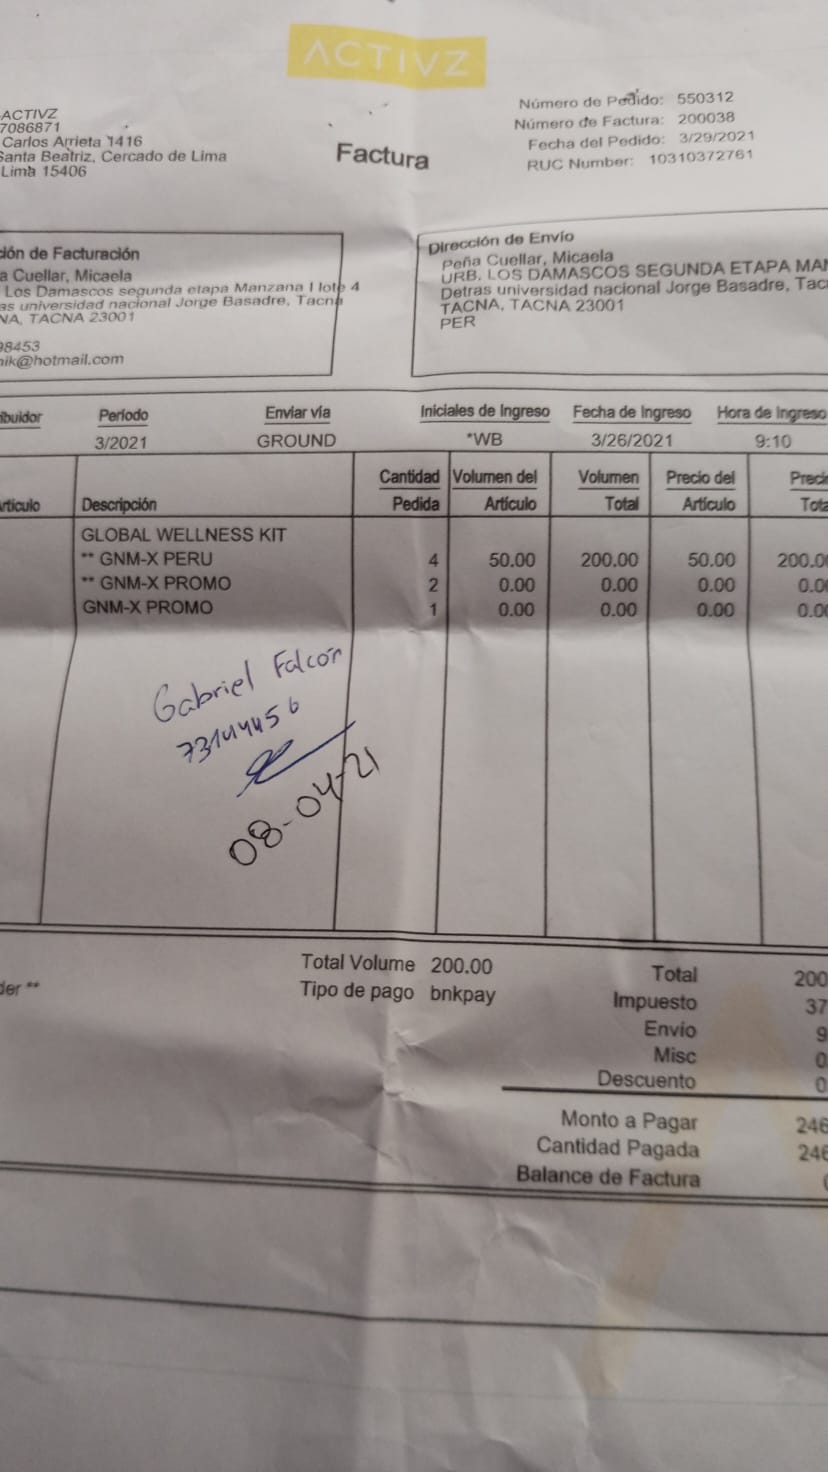 ACTIVZ
ACTIVZ
7086871
Carlos Arrieta 1416
Santa Beatriz, Cercado de Lima
Lima 15406
Factura
Número de Pedido: 550312
Número de Factura: 200038
Fecha del Pedido: 3/29/2021
RUC Number: 10310372761
ción de Facturación
a Cuellar, Micaela
Los Damascos segunda etapa Manzana I lote 4
as universidad nacional Jorge Basadre, Tacna
NA, TACNA 23001
98453
nik@hotmail.com
Dirección de Envío
Peña Cuellar, Micaela
URB. LOS DAMASCOS SEGUNDA ETAPA MAN
Detras universidad nacional Jorge Basadre, Tac
TACNA, TACNA 23001
PER
ibuidor Período Enviar vía Iniciales de Ingreso Fecha de Ingreso Hora de Ingreso
3/2021 GROUND *WB 3/26/2021 9:10
Cantidad Volumen del Volumen Precio del Preci
rtículo Descripción Pedida Artículo Total Artículo Tota
GLOBAL WELLNESS KIT
** GNM-X PERU 4 50.00 200.00 50.00 200.00
** GNM-X PROMO 2 0.00 0.00 0.00 0.00
GNM-X PROMO 1 0.00 0.00 0.00 0.00
Gabriel Falcón
73144456
08-04-21
der **
Total Volume 200.00
Tipo de pago bnkpay
Total 200
Impuesto 37
Envío 9
Misc 0
Descuento 0
Monto a Pagar 246
Cantidad Pagada 246
Balance de Factura